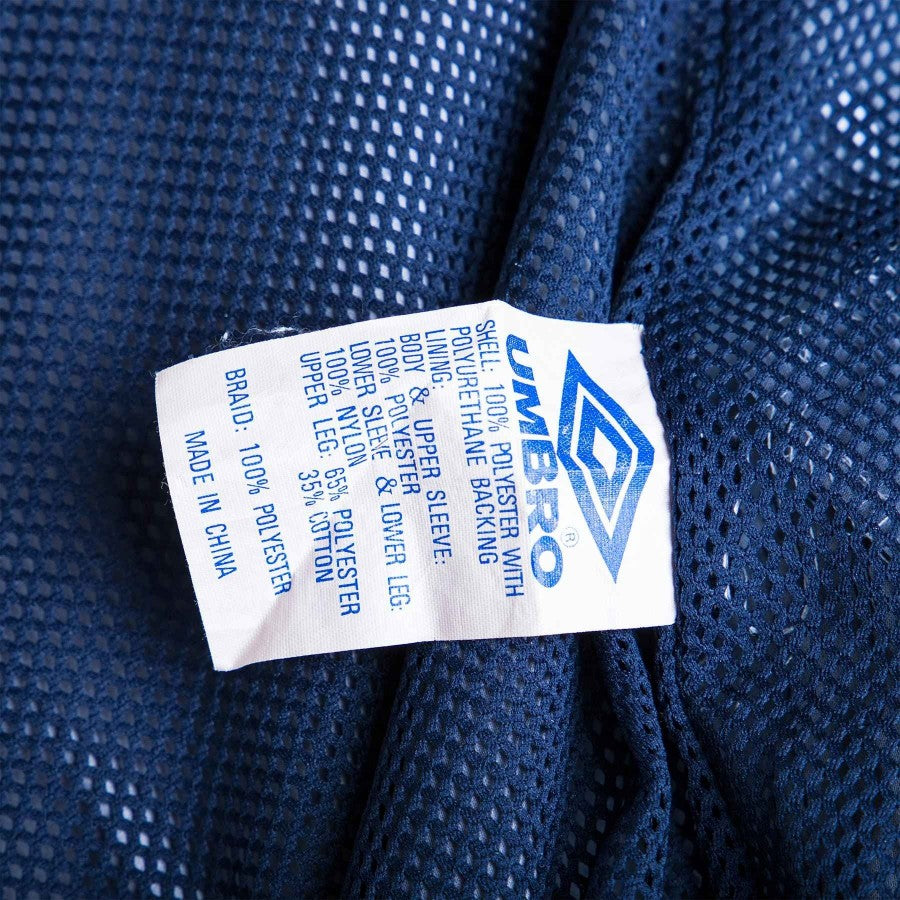 UMBRO®
SHELL: 100% POLYESTER WITH
POLYURETHANE BACKING
LINING:
BODY & UPPER SLEEVE:
100% POLYESTER
LOWER SLEEVE & LOWER LEG:
100% NYLON
UPPER LEG: 65% POLYESTER
35% COTTON
BRAID: 100% POLYESTER
MADE IN CHINA